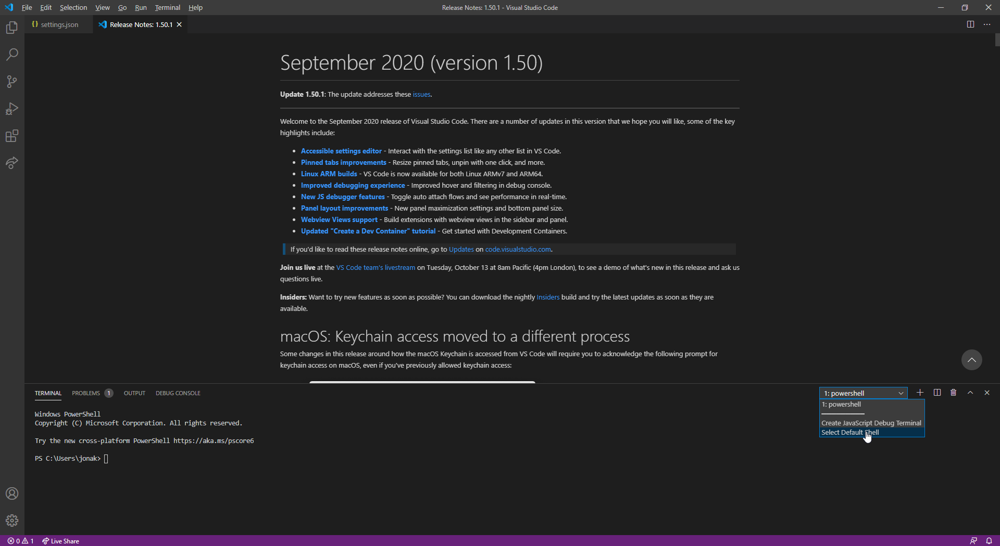 File Edit Selection View Go Run Terminal Help
Release Notes: 1.50.1 - Visual Studio Code
{} settings.json
Release Notes: 1.50.1
September 2020 (version 1.50)
Update 1.50.1: The update addresses these issues.
Welcome to the September 2020 release of Visual Studio Code. There are a number of updates in this version that we hope you will like, some of the key
highlights include:
• Accessible settings editor - Interact with the settings list like any other list in VS Code.
• Pinned tabs improvements - Resize pinned tabs, unpin with one click, and more.
• Linux ARM builds - VS Code is now available for both Linux ARMv7 and ARM64.
• Improved debugging experience - Improved hover and filtering in debug console.
• New JS debugger features - Toggle auto attach flows and see performance in real-time.
• Panel layout improvements - New panel maximization settings and bottom panel size.
• Webview Views support - Build extensions with webview views in the sidebar and panel.
• Updated "Create a Dev Container" tutorial - Get started with Development Containers.
If you'd like to read these release notes online, go to Updates on code.visualstudio.com.
Join us live at the VS Code team's livestream on Tuesday, October 13 at 8am Pacific (4pm London), to see a demo of what's new in this release and ask us
questions live.
Insiders: Want to try new features as soon as possible? You can download the nightly Insiders build and try the latest updates as soon as they are
available.
macOS: Keychain access moved to a different process
Some changes in this release around how the macOS Keychain is accessed from VS Code will require you to acknowledge the following prompt for
keychain access on macOS, even if you've previously allowed keychain access:
TERMINAL PROBLEMS 1 OUTPUT DEBUG CONSOLE
1: powershell
1: powershell
Create JavaScript Debug Terminal
Select Default Shell
Windows PowerShell
Copyright (C) Microsoft Corporation. All rights reserved.
Try the new cross-platform PowerShell https://aka.ms/pscore6
PS C:\Users\jonak>
0 1 Live Share